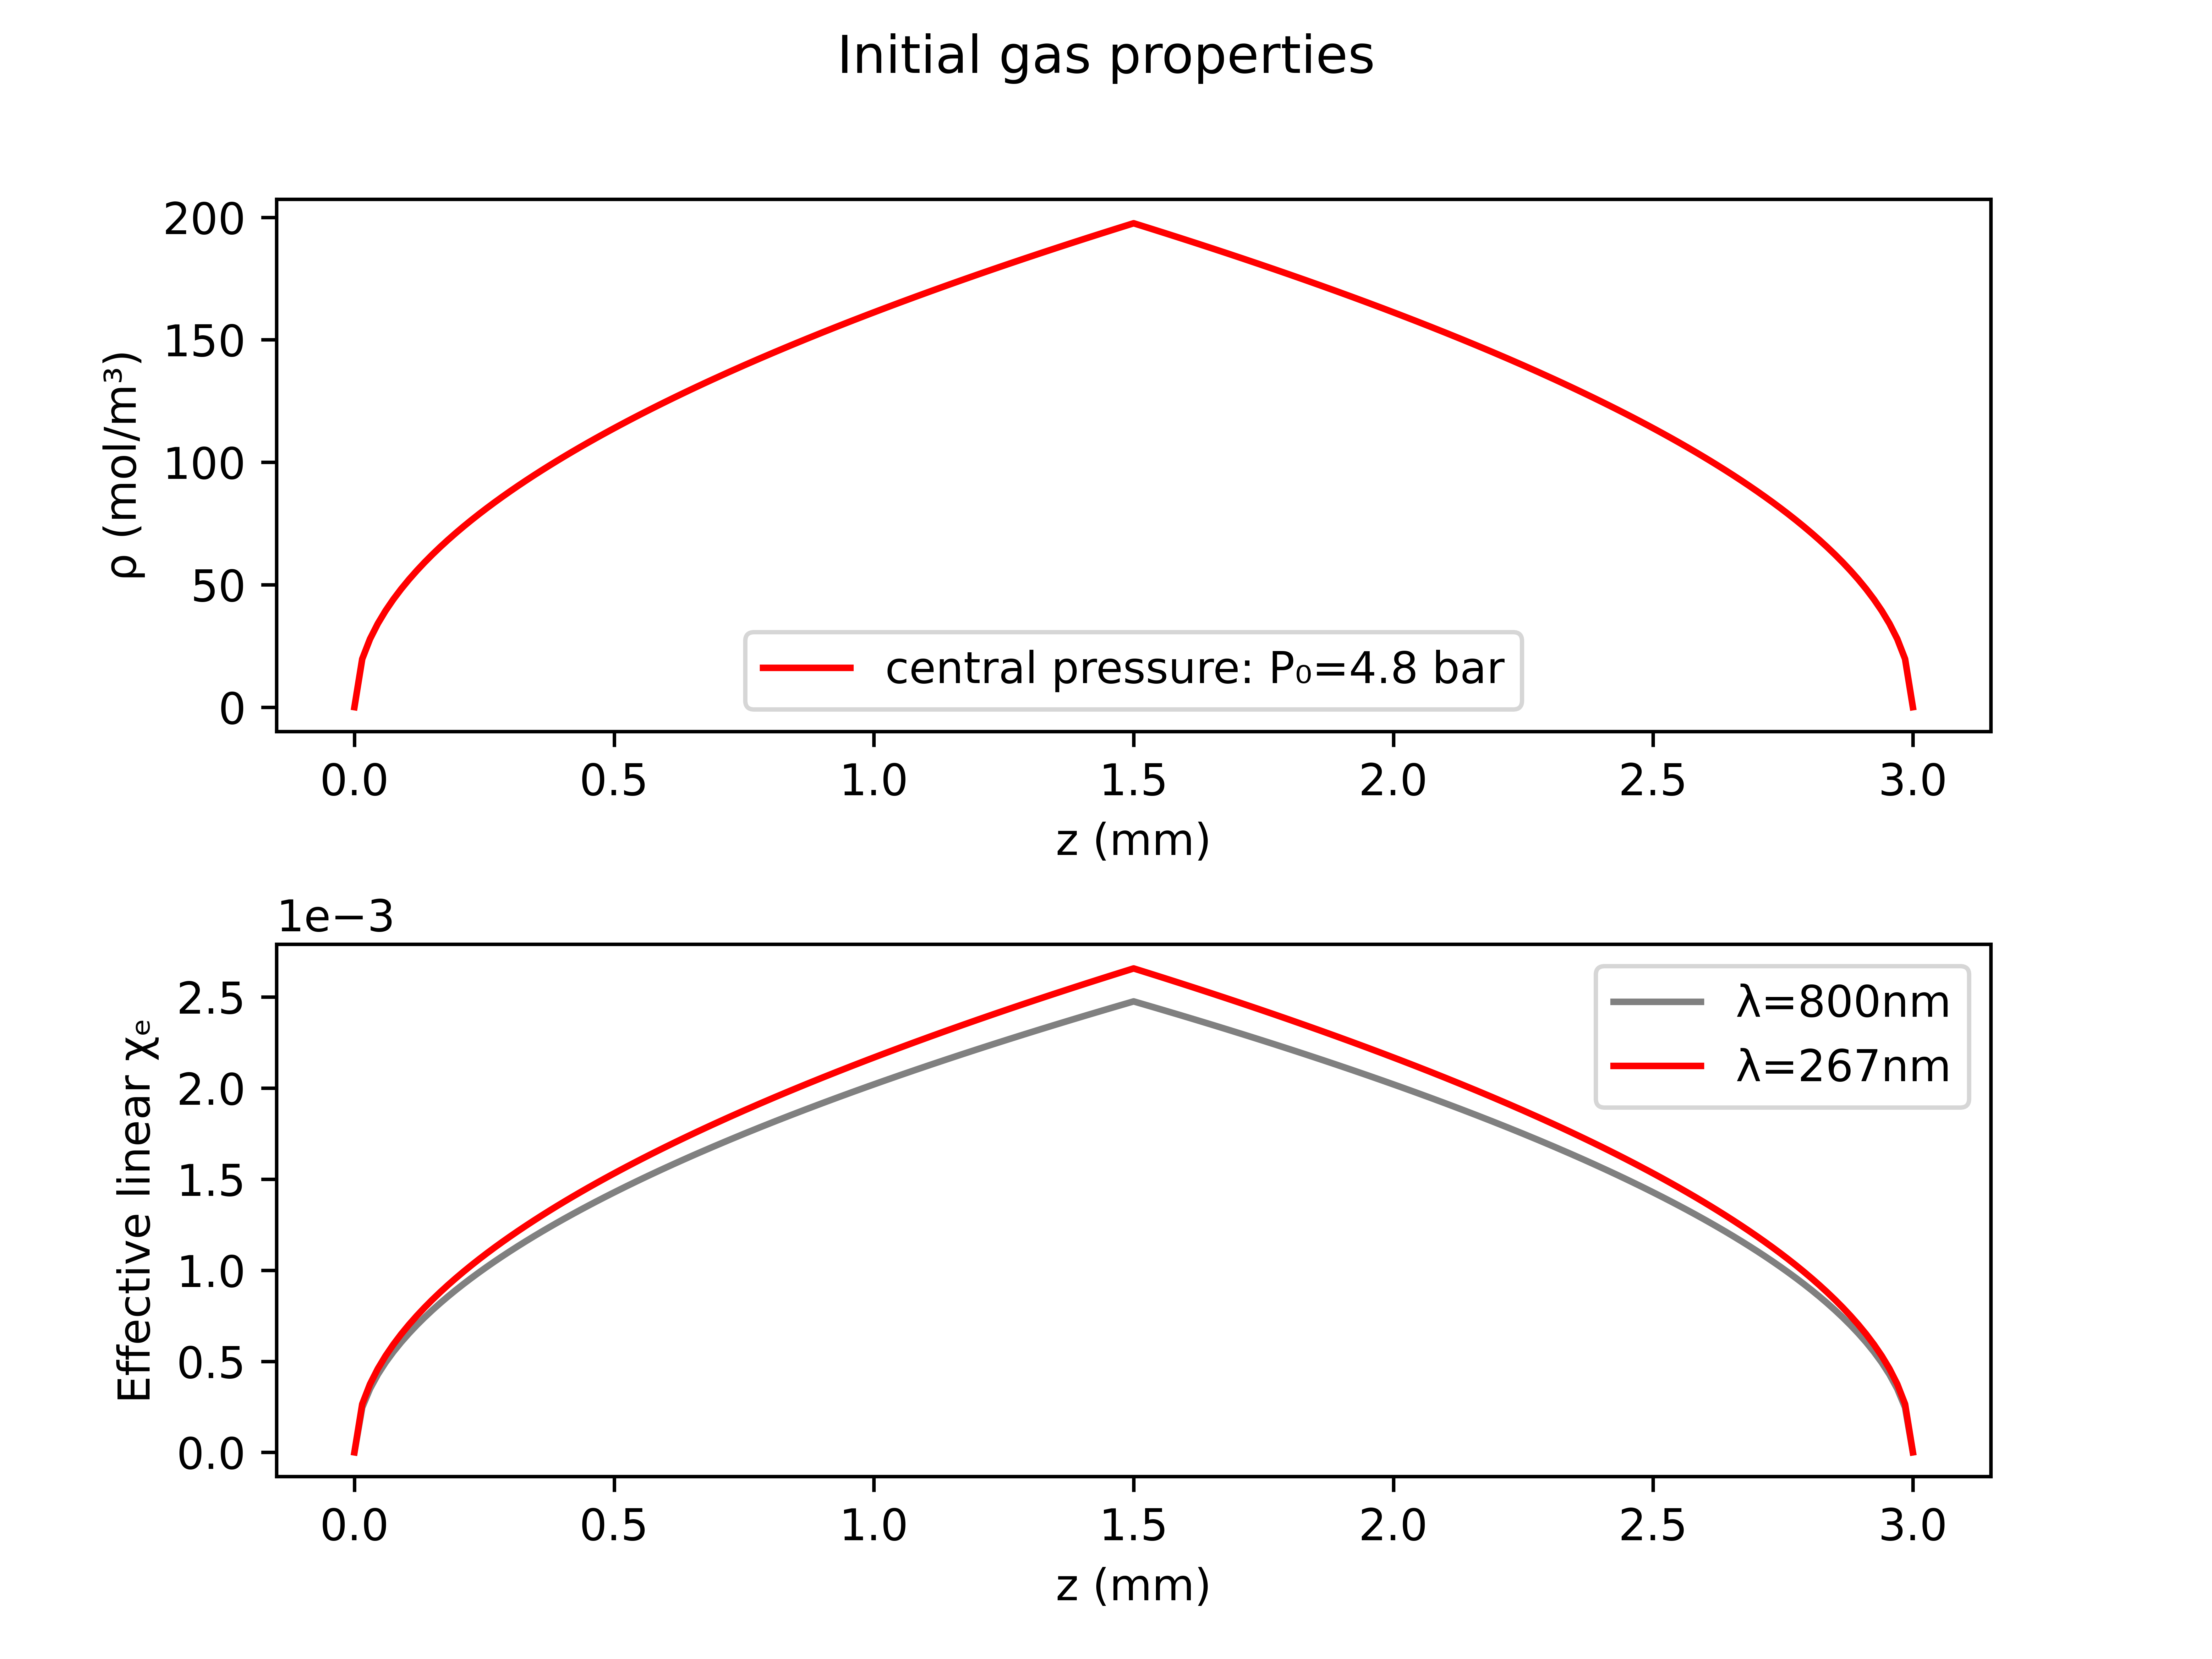 Initial gas properties
200
150
100
50
0
ρ (mol/m³)
central pressure: P₀=4.8 bar
0.0 0.5 1.0 1.5 2.0 2.5 3.0
z (mm)
1e−3
2.5
2.0
1.5
1.0
0.5
0.0
Effective linear χₑ
λ=800nm
λ=267nm
0.0 0.5 1.0 1.5 2.0 2.5 3.0
z (mm)